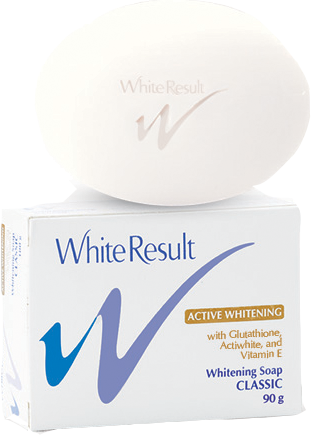 WhiteResult
WhiteResult
ACTIVE WHITENING
with Glutathione,
Actiwhite, and
Vitamin E
Whitening Soap
CLASSIC
90 g